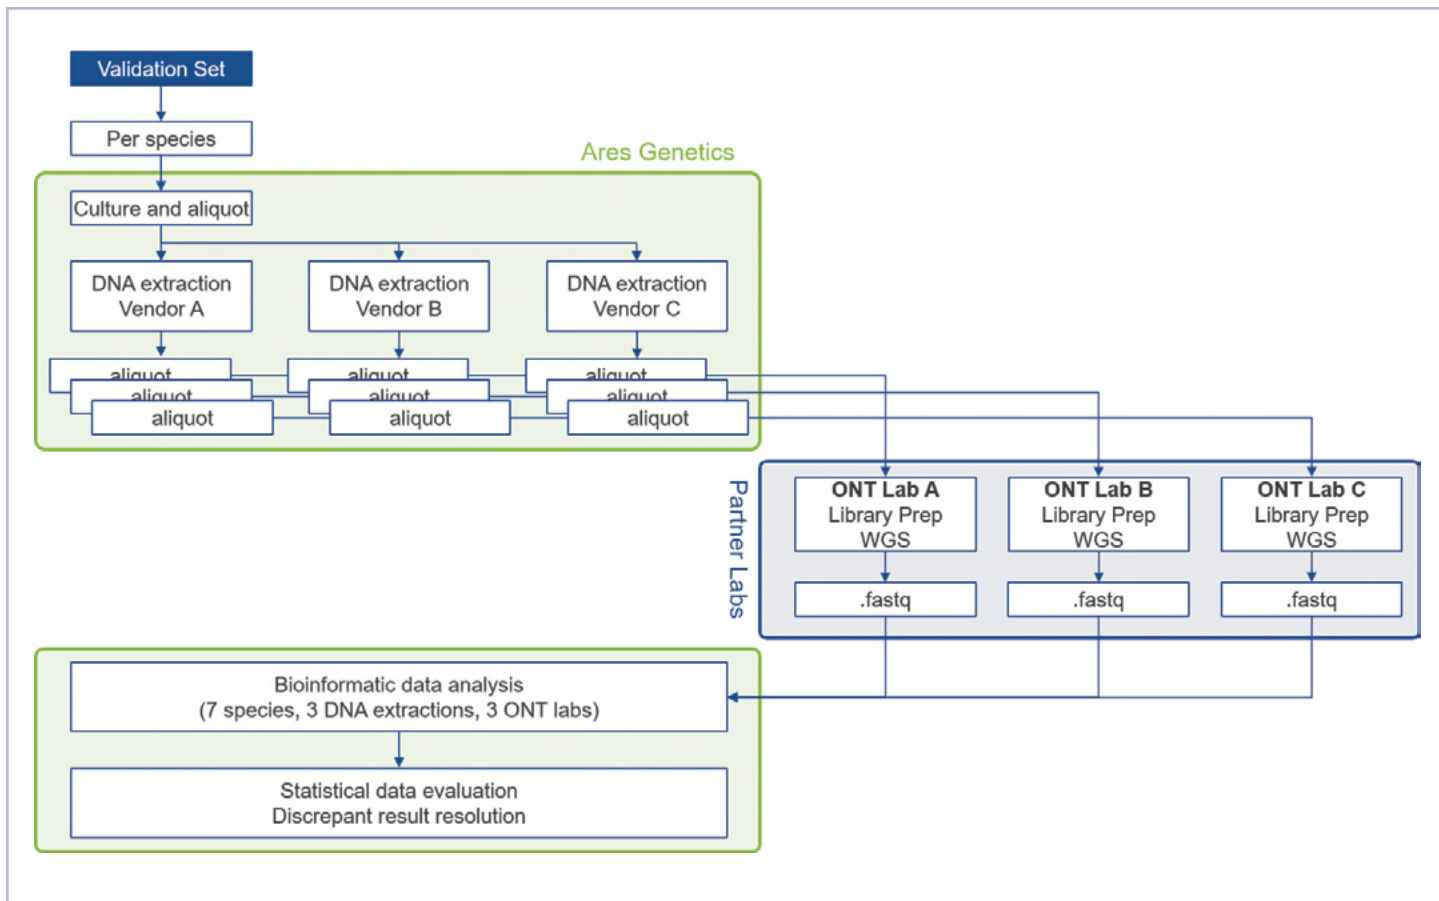 Validation Set
Per species
Ares Genetics
Culture and aliquot
DNA extraction
Vendor A
DNA extraction
Vendor B
DNA extraction
Vendor C
aliquot
aliquot
aliquot
aliquot
aliquot
aliquot
aliquot
aliquot
aliquot
Partner Labs
ONT Lab A
Library Prep
WGS
ONT Lab B
Library Prep
WGS
ONT Lab C
Library Prep
WGS
.fastq
.fastq
.fastq
Bioinformatic data analysis
(7 species, 3 DNA extractions, 3 ONT labs)
Statistical data evaluation
Discrepant result resolution